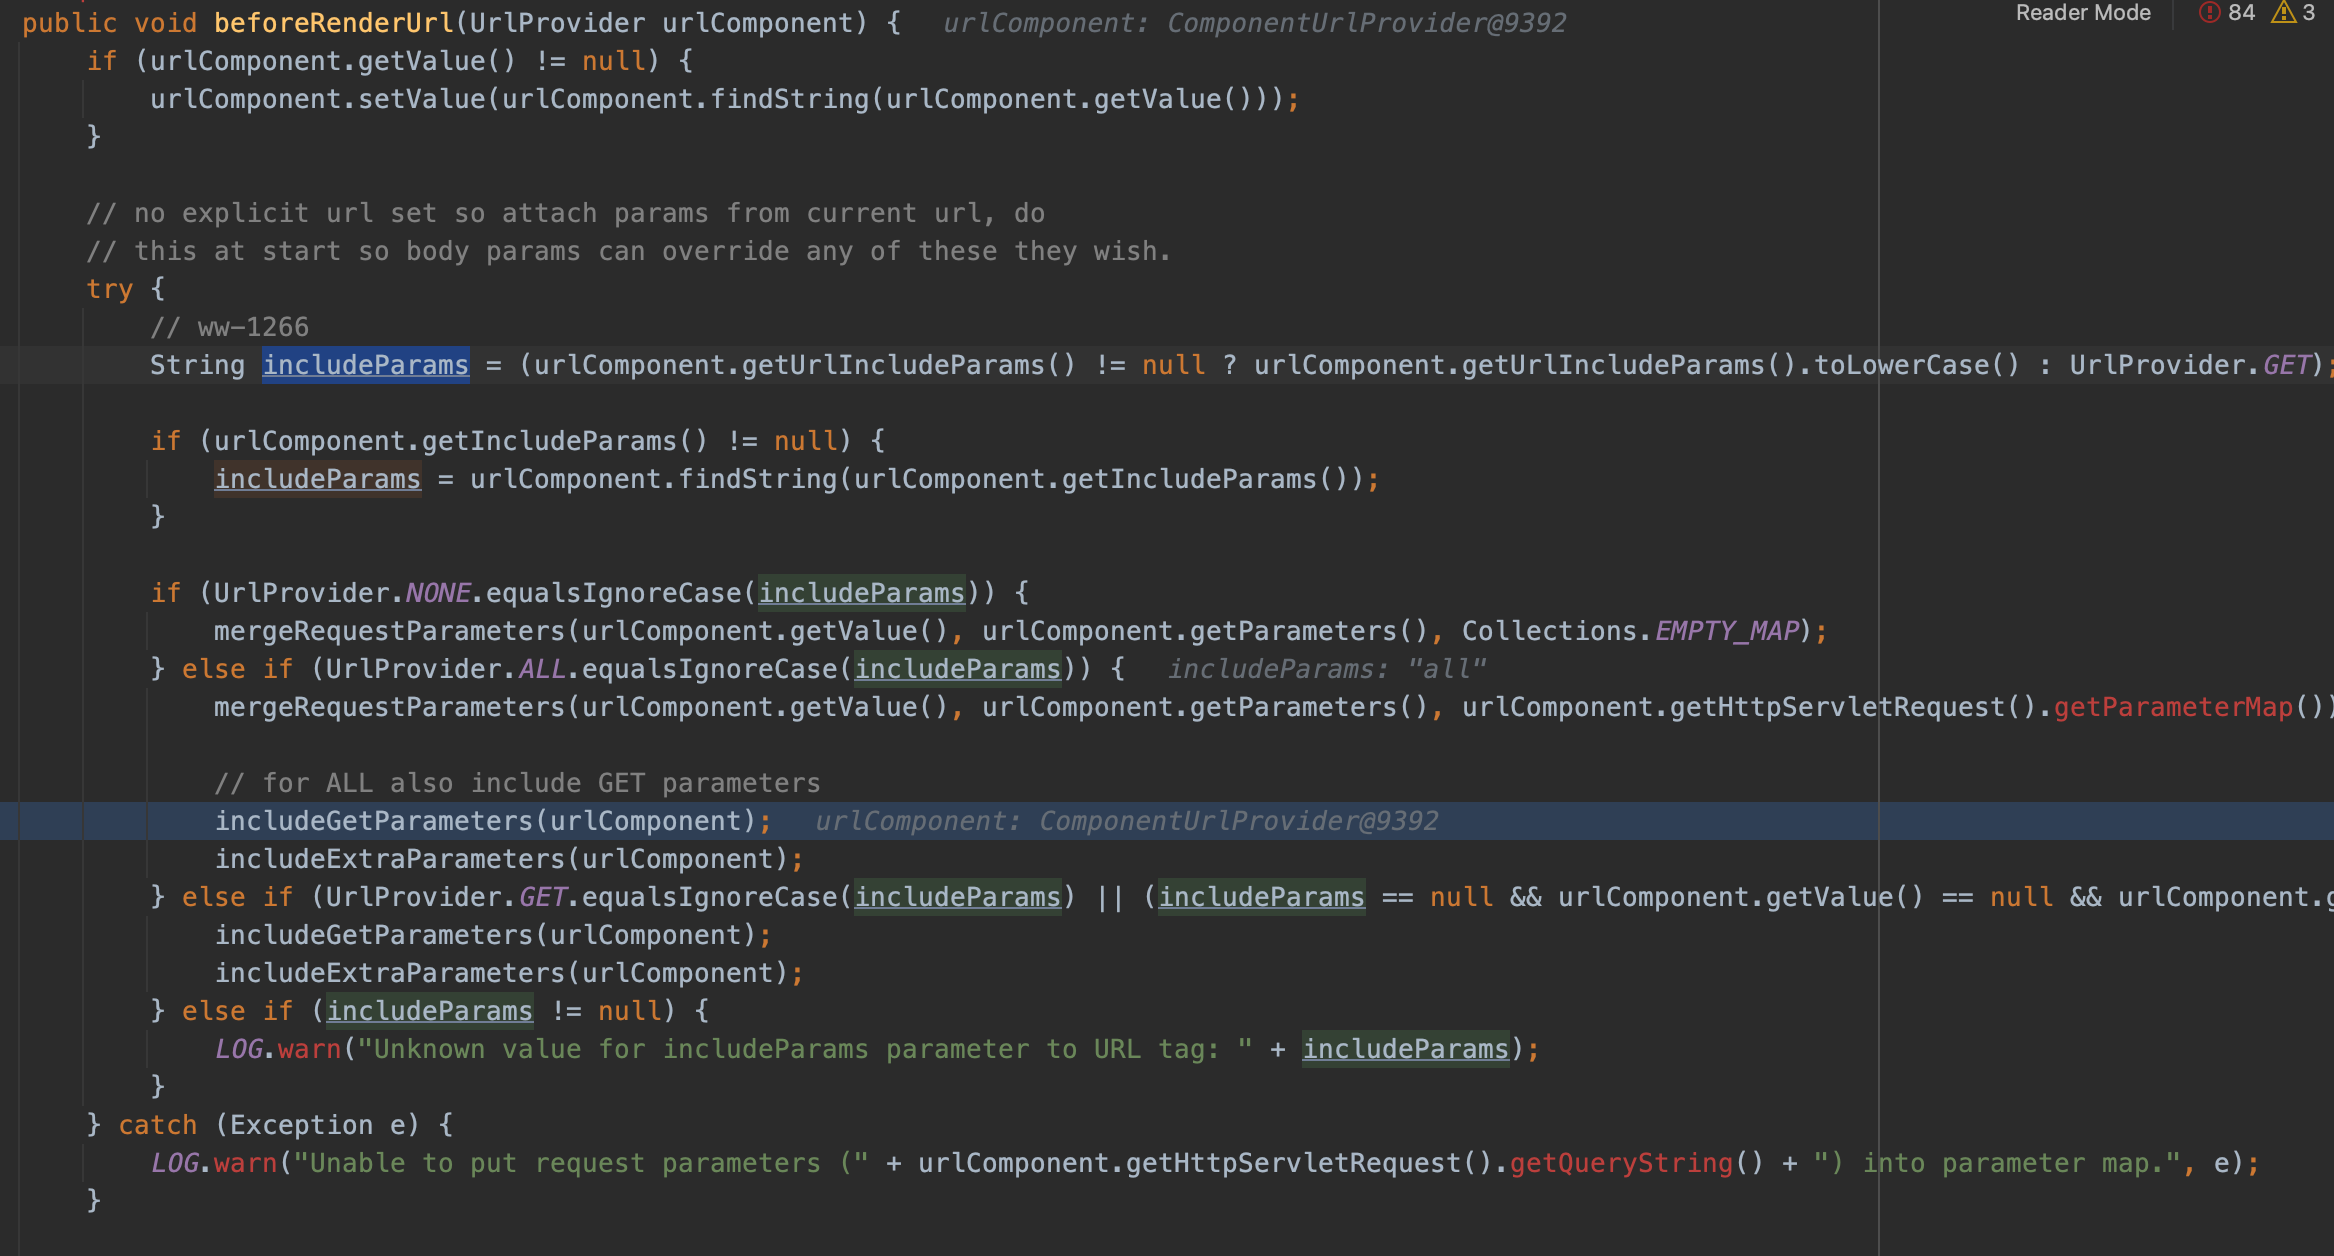 public void beforeRenderUrl(UrlProvider urlComponent) {   urlComponent: ComponentUrlProvider@9392
Reader Mode   84   3
    if (urlComponent.getValue() != null) {
        urlComponent.setValue(urlComponent.findString(urlComponent.getValue()));
    }

    // no explicit url set so attach params from current url, do
    // this at start so body params can override any of these they wish.
    try {
        // ww-1266
        String includeParams = (urlComponent.getUrlIncludeParams() != null ? urlComponent.getUrlIncludeParams().toLowerCase() : UrlProvider.GET);

        if (urlComponent.getIncludeParams() != null) {
            includeParams = urlComponent.findString(urlComponent.getIncludeParams());
        }

        if (UrlProvider.NONE.equalsIgnoreCase(includeParams)) {
            mergeRequestParameters(urlComponent.getValue(), urlComponent.getParameters(), Collections.EMPTY_MAP);
        } else if (UrlProvider.ALL.equalsIgnoreCase(includeParams)) {   includeParams: "all"
            mergeRequestParameters(urlComponent.getValue(), urlComponent.getParameters(), urlComponent.getHttpServletRequest().getParameterMap())

            // for ALL also include GET parameters
            includeGetParameters(urlComponent);   urlComponent: ComponentUrlProvider@9392
            includeExtraParameters(urlComponent);
        } else if (UrlProvider.GET.equalsIgnoreCase(includeParams) || (includeParams == null && urlComponent.getValue() == null && urlComponent.g
            includeGetParameters(urlComponent);
            includeExtraParameters(urlComponent);
        } else if (includeParams != null) {
            LOG.warn("Unknown value for includeParams parameter to URL tag: " + includeParams);
        }
    } catch (Exception e) {
        LOG.warn("Unable to put request parameters (" + urlComponent.getHttpServletRequest().getQueryString() + ") into parameter map.", e);
    }